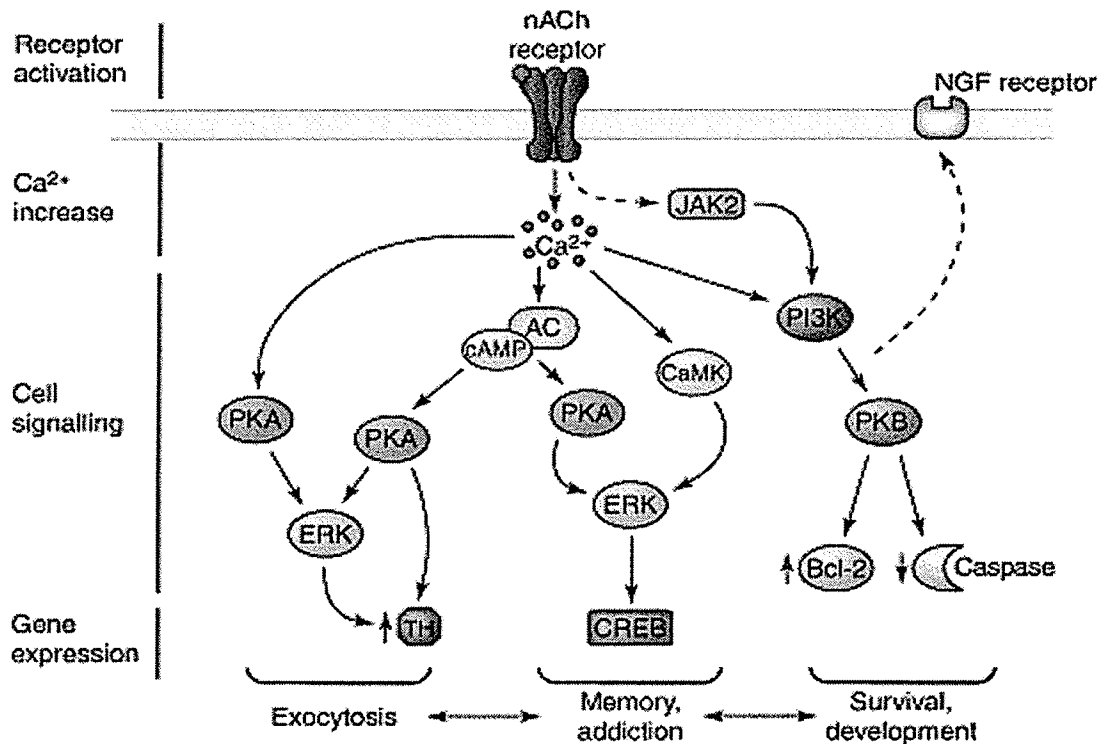 Receptor
activation
nACh
receptor
NGF receptor
Ca²⁺
increase
JAK2
Ca²⁺
PI3K
AC
cAMP
CaMK
Cell
signalling
PKA
PKA
PKA
PKB
ERK
ERK
Bcl-2
Caspase
Gene
expression
TH
CREB
Exocytosis
Memory,
addiction
Survival,
development